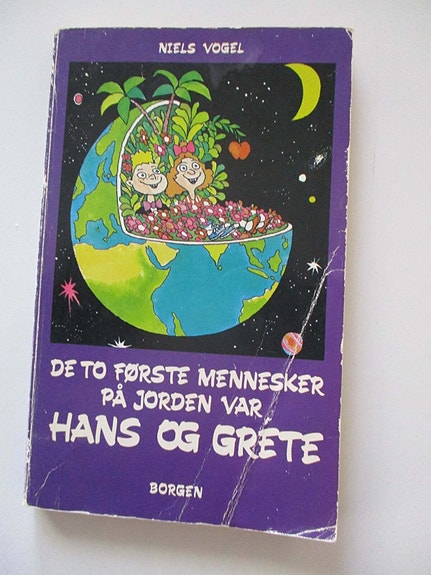 NIELS VOGEL
DE TO FØRSTE MENNESKER
PÅ JORDEN VAR
HANS OG GRETE
BORGEN